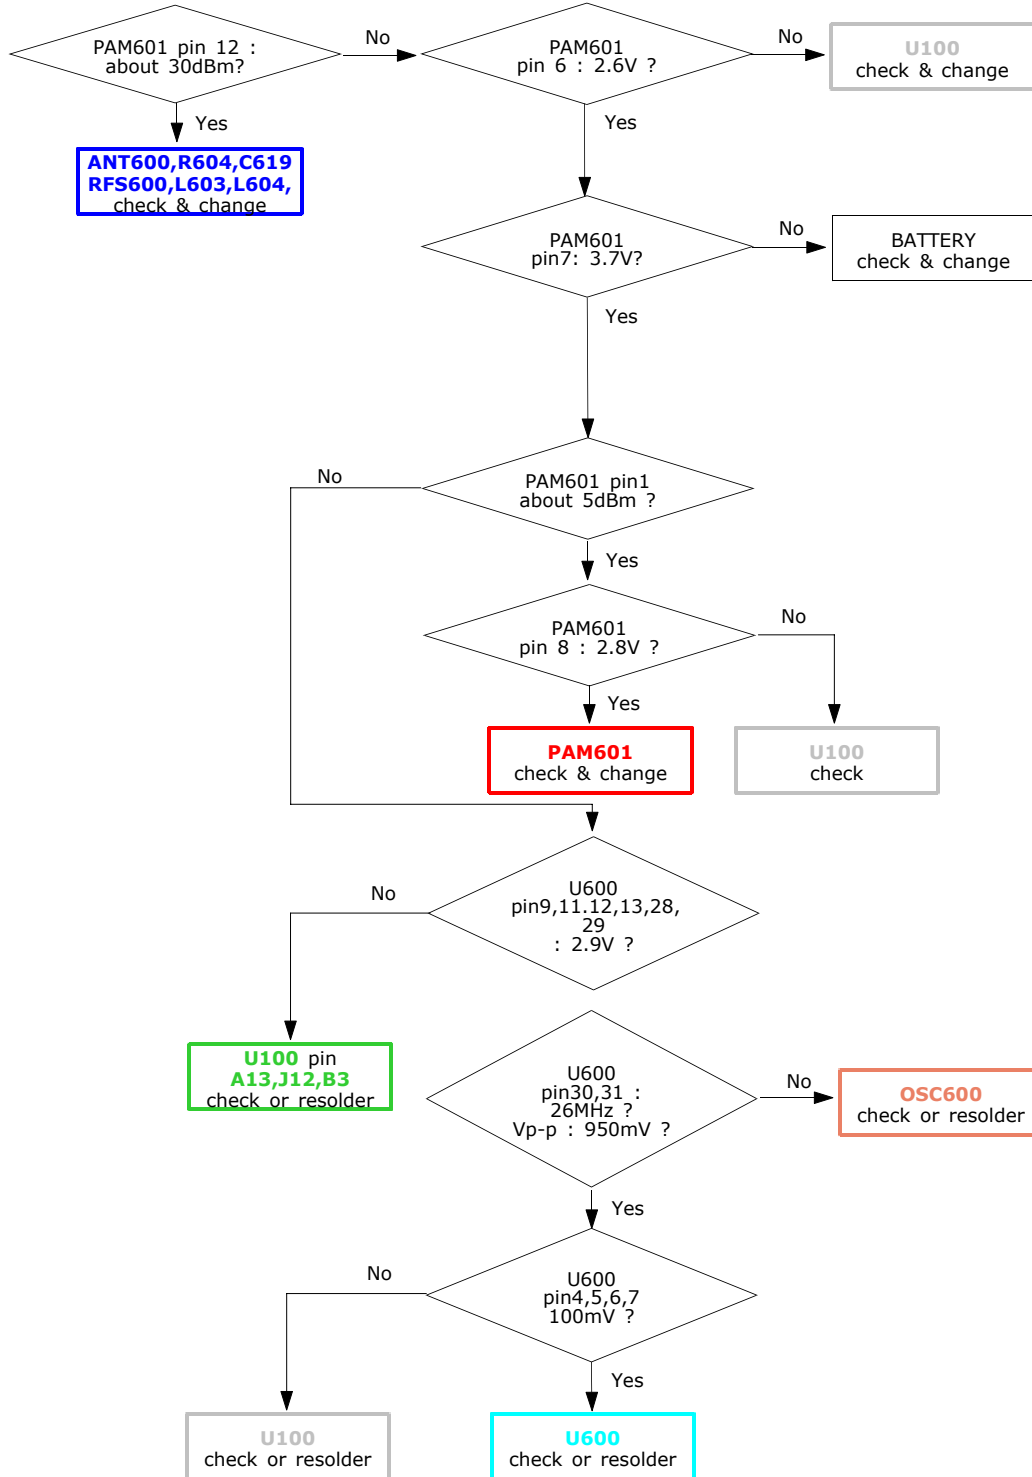 PAM601 pin 12 :
about 30dBm?
No
PAM601
pin 6 : 2.6V ?
No
U100
check & change
Yes
Yes
ANT600,R604,C619
RFS600,L603,L604,
check & change
PAM601
pin7: 3.7V?
No
BATTERY
check & change
Yes
No
PAM601 pin1
about 5dBm ?
Yes
PAM601
pin 8 : 2.8V ?
No
Yes
PAM601
check & change
U100
check
U600
pin9,11.12,13,28,
29
: 2.9V ?
No
U100 pin
A13,J12,B3
check or resolder
U600
pin30,31 :
26MHz ?
Vp-p : 950mV ?
No
OSC600
check or resolder
Yes
No
U600
pin4,5,6,7
100mV ?
Yes
U100
check or resolder
U600
check or resolder